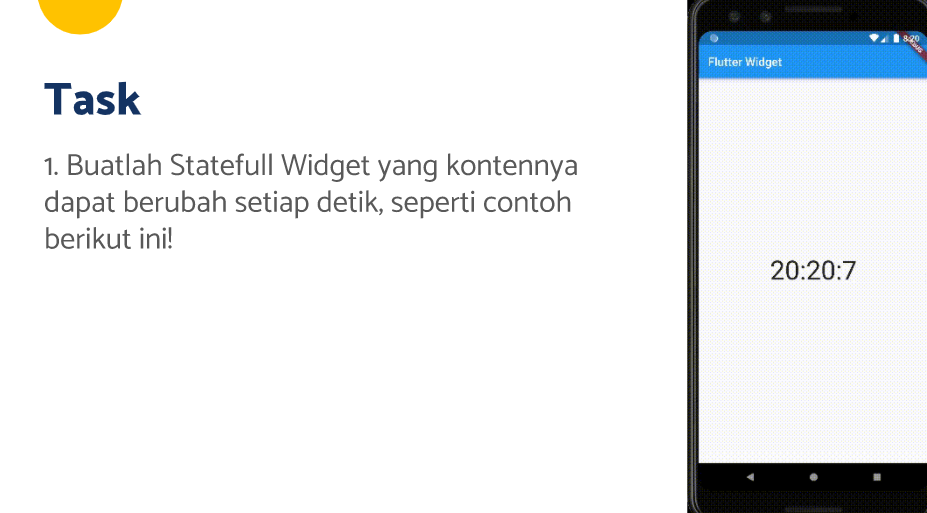 Task
1. Buatlah Statefull Widget yang kontennya
dapat berubah setiap detik, seperti contoh
berikut ini!
8:20
Flutter Widget
20:20:7